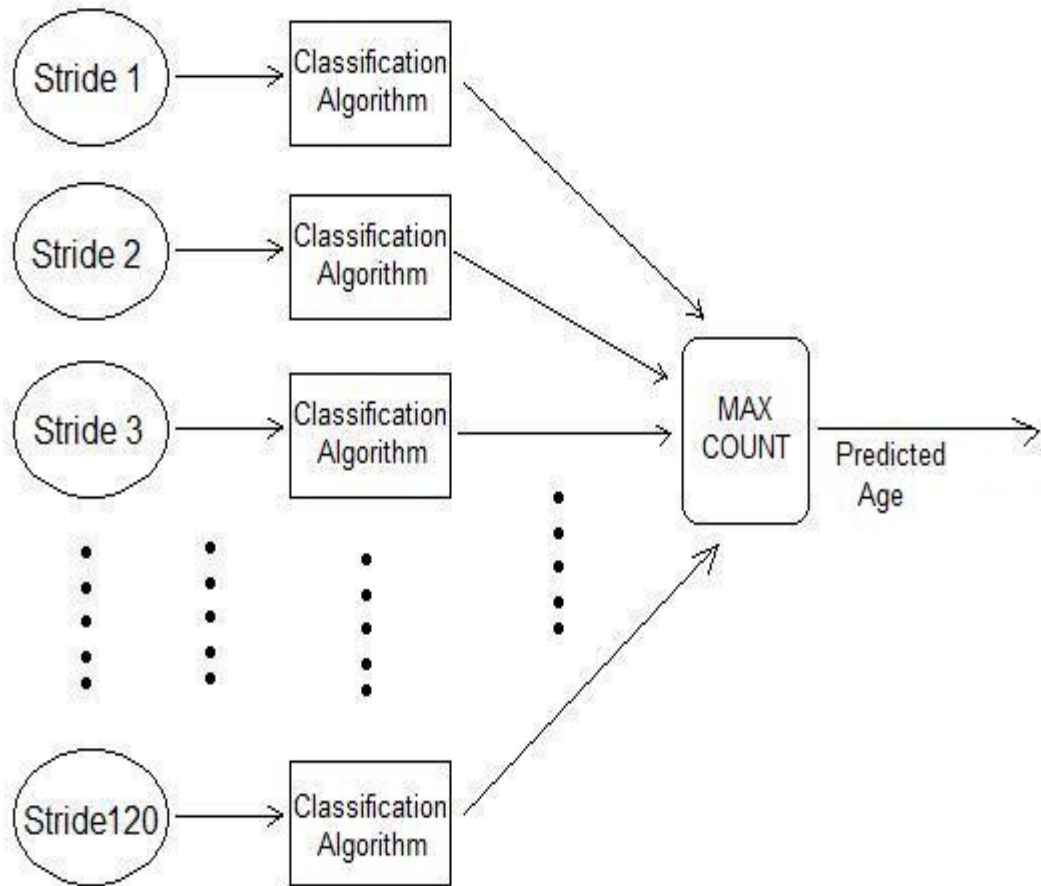 Stride 1
Classification
Algorithm
Stride 2
Classification
Algorithm
Stride 3
Classification
Algorithm
MAX
COUNT
Predicted
Age
Stride120
Classification
Algorithm